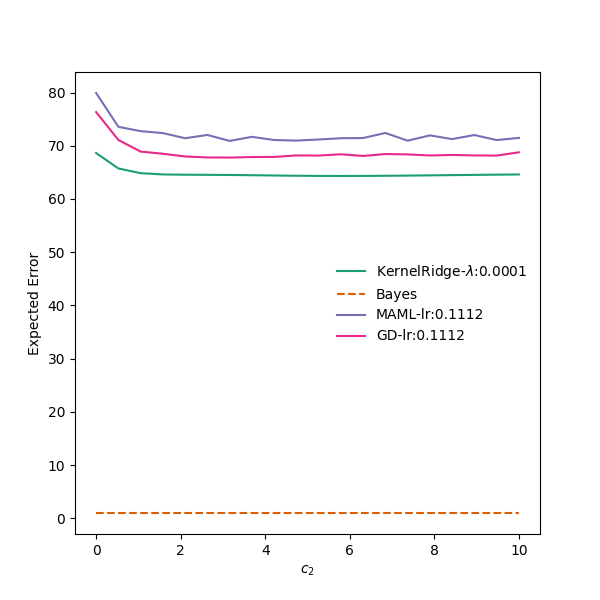 80
70
60
50
40
30
20
10
0
Expected Error
KernelRidge-λ:0.0001
Bayes
MAML-lr:0.1112
GD-lr:0.1112
0 2 4 6 8 10
c₂